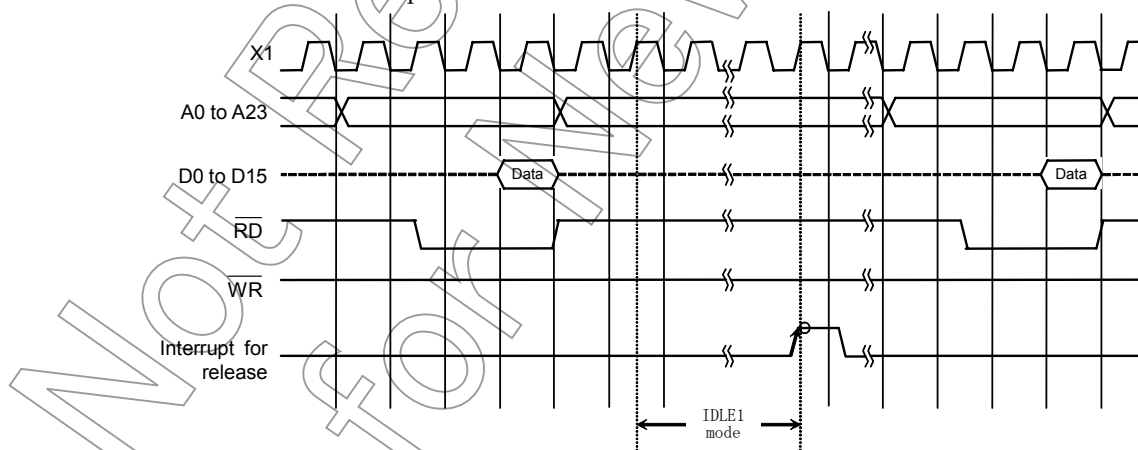 X1
A0 to A23
D0 to D15
Data
Data
RD
WR
Interrupt for
release
IDLE1
mode